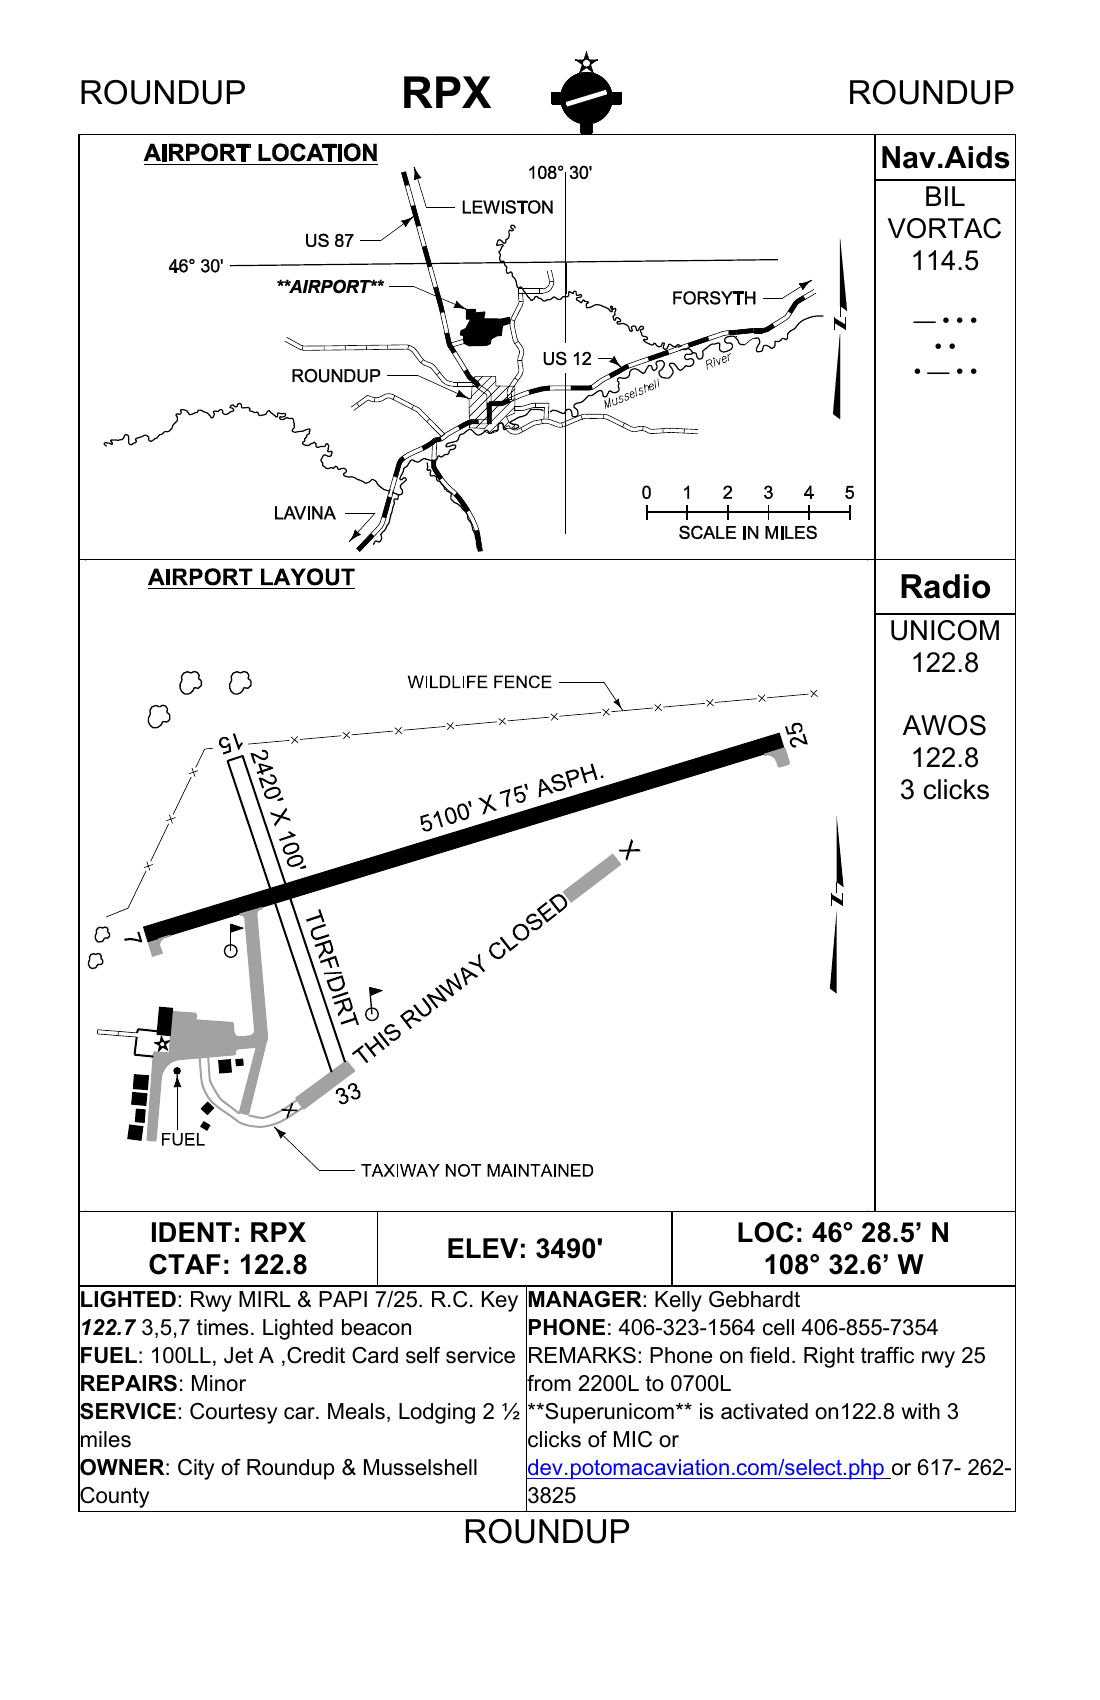 ROUNDUP RPX ROUNDUP
AIRPORT LOCATION
108° 30'
LEWISTON
US 87
46° 30'
**AIRPORT**
FORSYTH
US 12
ROUNDUP
River
Musselshell
N
LAVINA
0 1 2 3 4 5
SCALE IN MILES
Nav.Aids
BIL
VORTAC
114.5
— • • •
• •
• — • •
AIRPORT LAYOUT
WILDLIFE FENCE
15
25
2420' X 100'
5100' X 75' ASPH.
X
7
TURF/DIRT
THIS RUNWAY CLOSED
N
33
X
FUEL
TAXIWAY NOT MAINTAINED
Radio
UNICOM
122.8
AWOS
122.8
3 clicks
IDENT: RPX
CTAF: 122.8
ELEV: 3490'
LOC: 46° 28.5’ N
108° 32.6’ W
LIGHTED: Rwy MIRL & PAPI 7/25. R.C. Key
122.7 3,5,7 times. Lighted beacon
FUEL: 100LL, Jet A ,Credit Card self service
REPAIRS: Minor
SERVICE: Courtesy car. Meals, Lodging 2 ½
miles
OWNER: City of Roundup & Musselshell
County
MANAGER: Kelly Gebhardt
PHONE: 406-323-1564 cell 406-855-7354
REMARKS: Phone on field. Right traffic rwy 25
from 2200L to 0700L
**Superunicom** is activated on122.8 with 3
clicks of MIC or
dev.potomacaviation.com/select.php or 617- 262-
3825
ROUNDUP